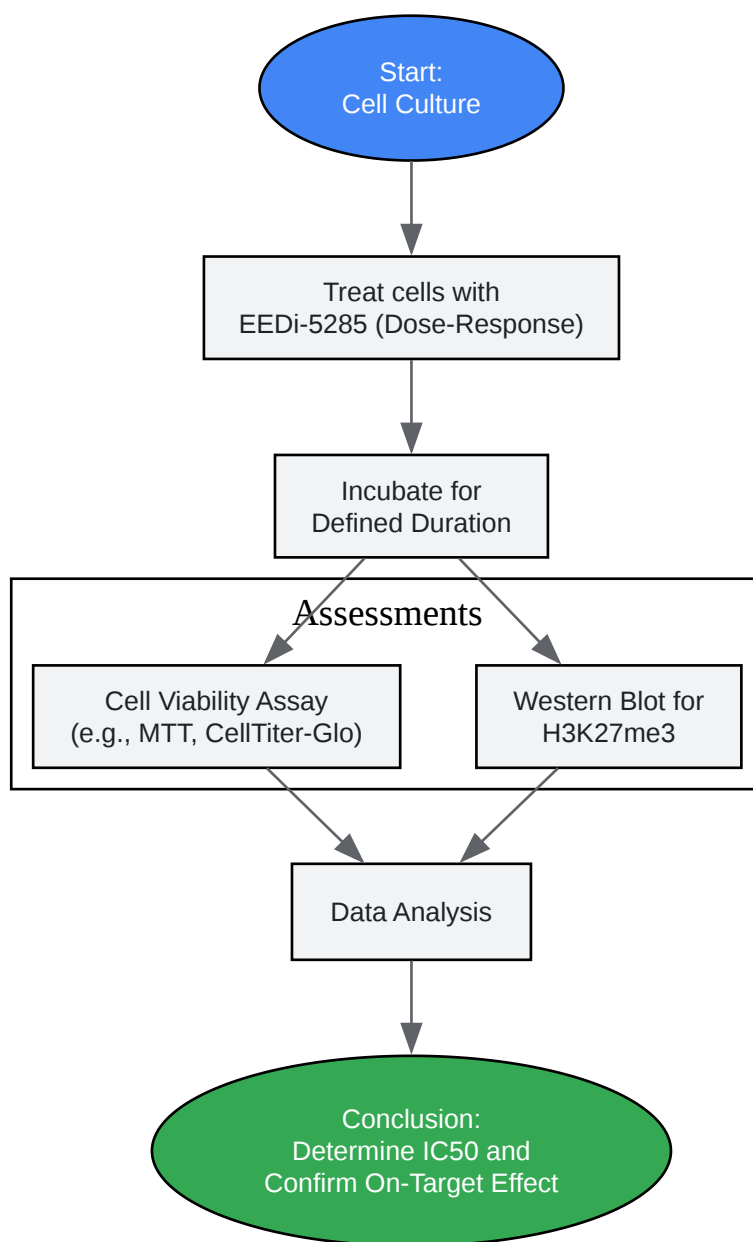 Start:
Cell Culture
Treat cells with
EEDi-5285 (Dose-Response)
Incubate for
Defined Duration
Assessments
Cell Viability Assay
(e.g., MTT, CellTiter-Glo)
Western Blot for
H3K27me3
Data Analysis
Conclusion:
Determine IC50 and
Confirm On-Target Effect